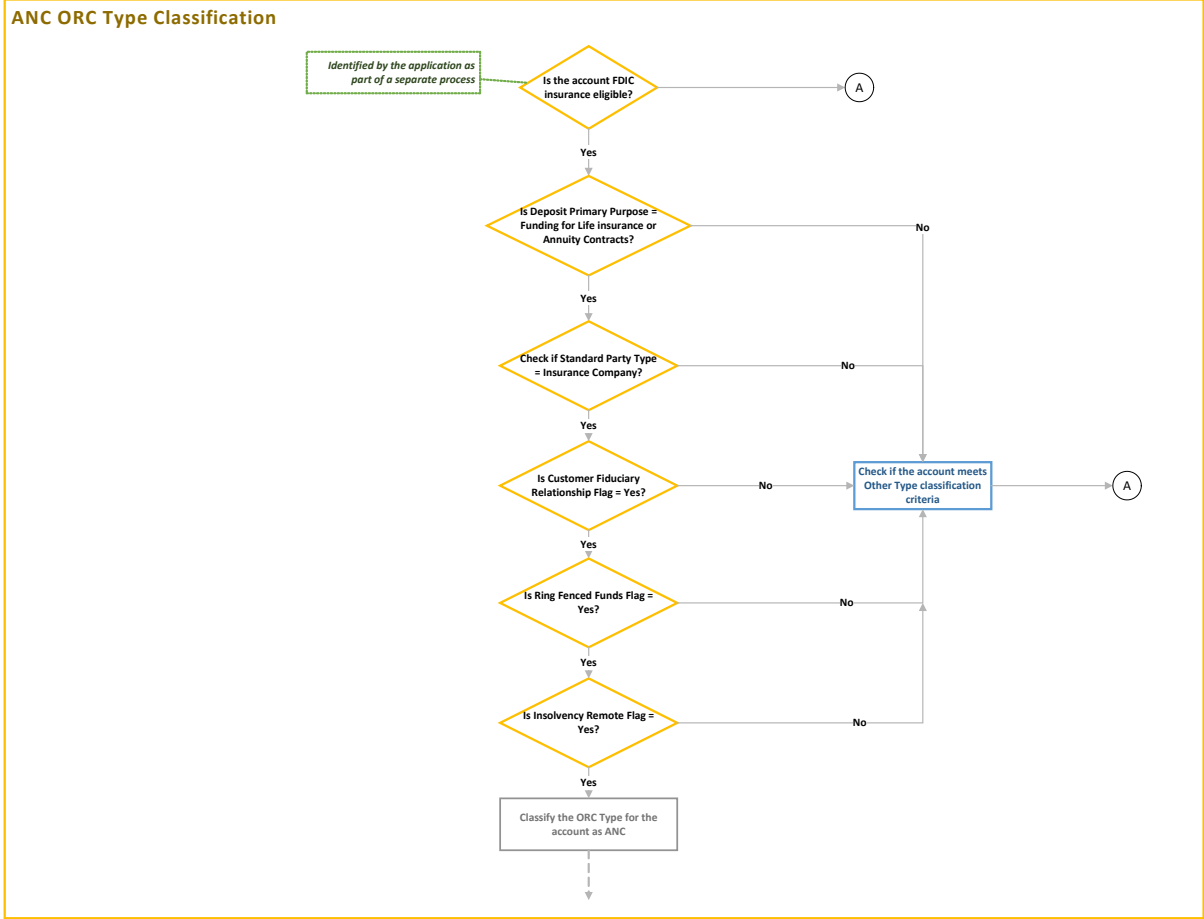 ANC ORC Type Classification
Identified by the application as
part of a separate process
Is the account FDIC
insurance eligible?
A
Yes
Is Deposit Primary Purpose =
Funding for Life insurance or
Annuity Contracts?
No
Yes
Check if Standard Party Type
= Insurance Company?
No
Yes
Is Customer Fiduciary
Relationship Flag = Yes?
No
Check if the account meets
Other Type classification
criteria
A
Yes
Is Ring Fenced Funds Flag =
Yes?
No
Yes
Is Insolvency Remote Flag =
Yes?
No
Yes
Classify the ORC Type for the
account as ANC